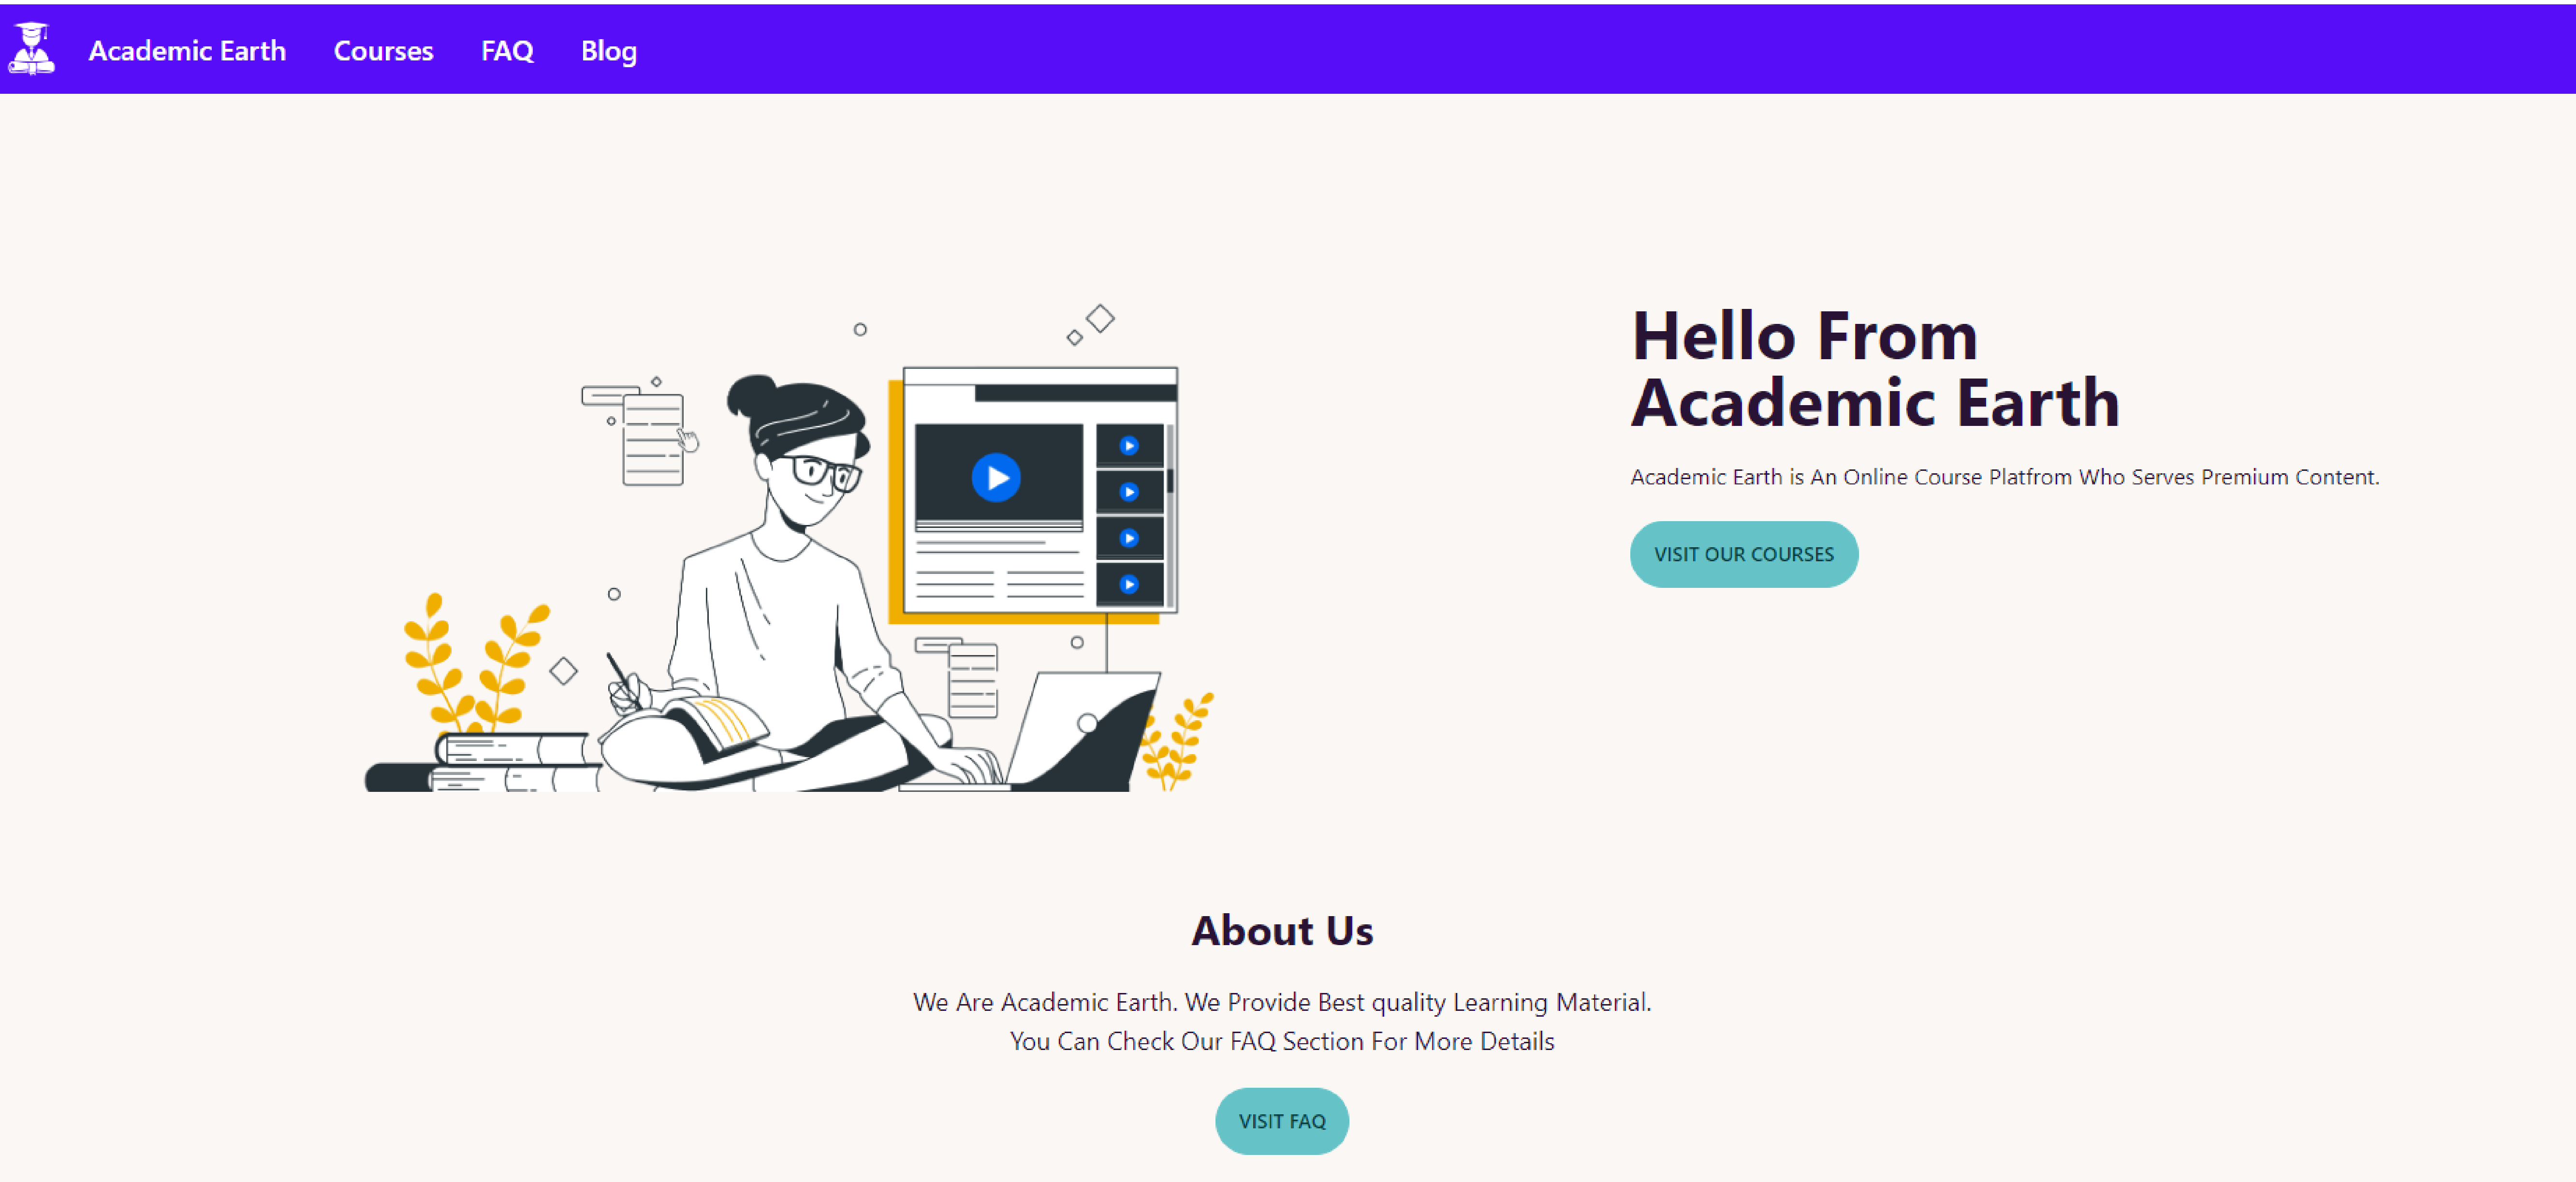 Academic Earth Courses FAQ Blog
Hello From
Academic Earth
Academic Earth is An Online Course Platfrom Who Serves Premium Content.
VISIT OUR COURSES
About Us
We Are Academic Earth. We Provide Best quality Learning Material.
You Can Check Our FAQ Section For More Details
VISIT FAQ